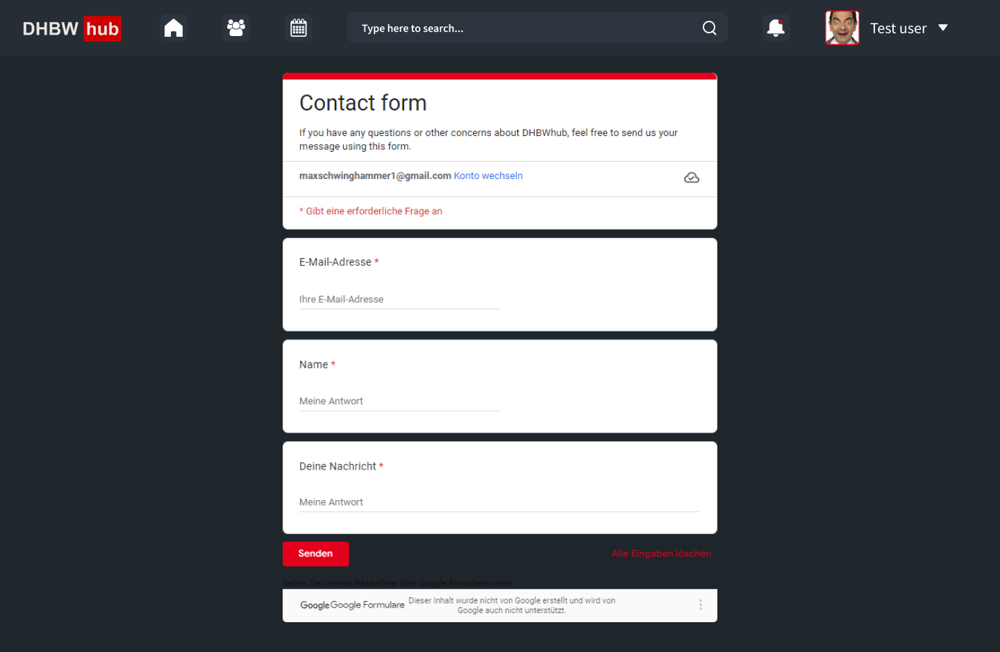 DHBW hub
Type here to search...
Test user
Contact form
If you have any questions or other concerns about DHBWhub, feel free to send us your
message using this form.
maxschwinghammer1@gmail.com Konto wechseln
* Gibt eine erforderliche Frage an
E-Mail-Adresse *
Ihre E-Mail-Adresse
Name *
Meine Antwort
Deine Nachricht *
Meine Antwort
Senden
Alle Eingaben löschen
Geben Sie niemals Passwörter über Google Formulare weiter.
Google Google Formulare
Dieser Inhalt wurde nicht von Google erstellt und wird von
Google auch nicht unterstützt.